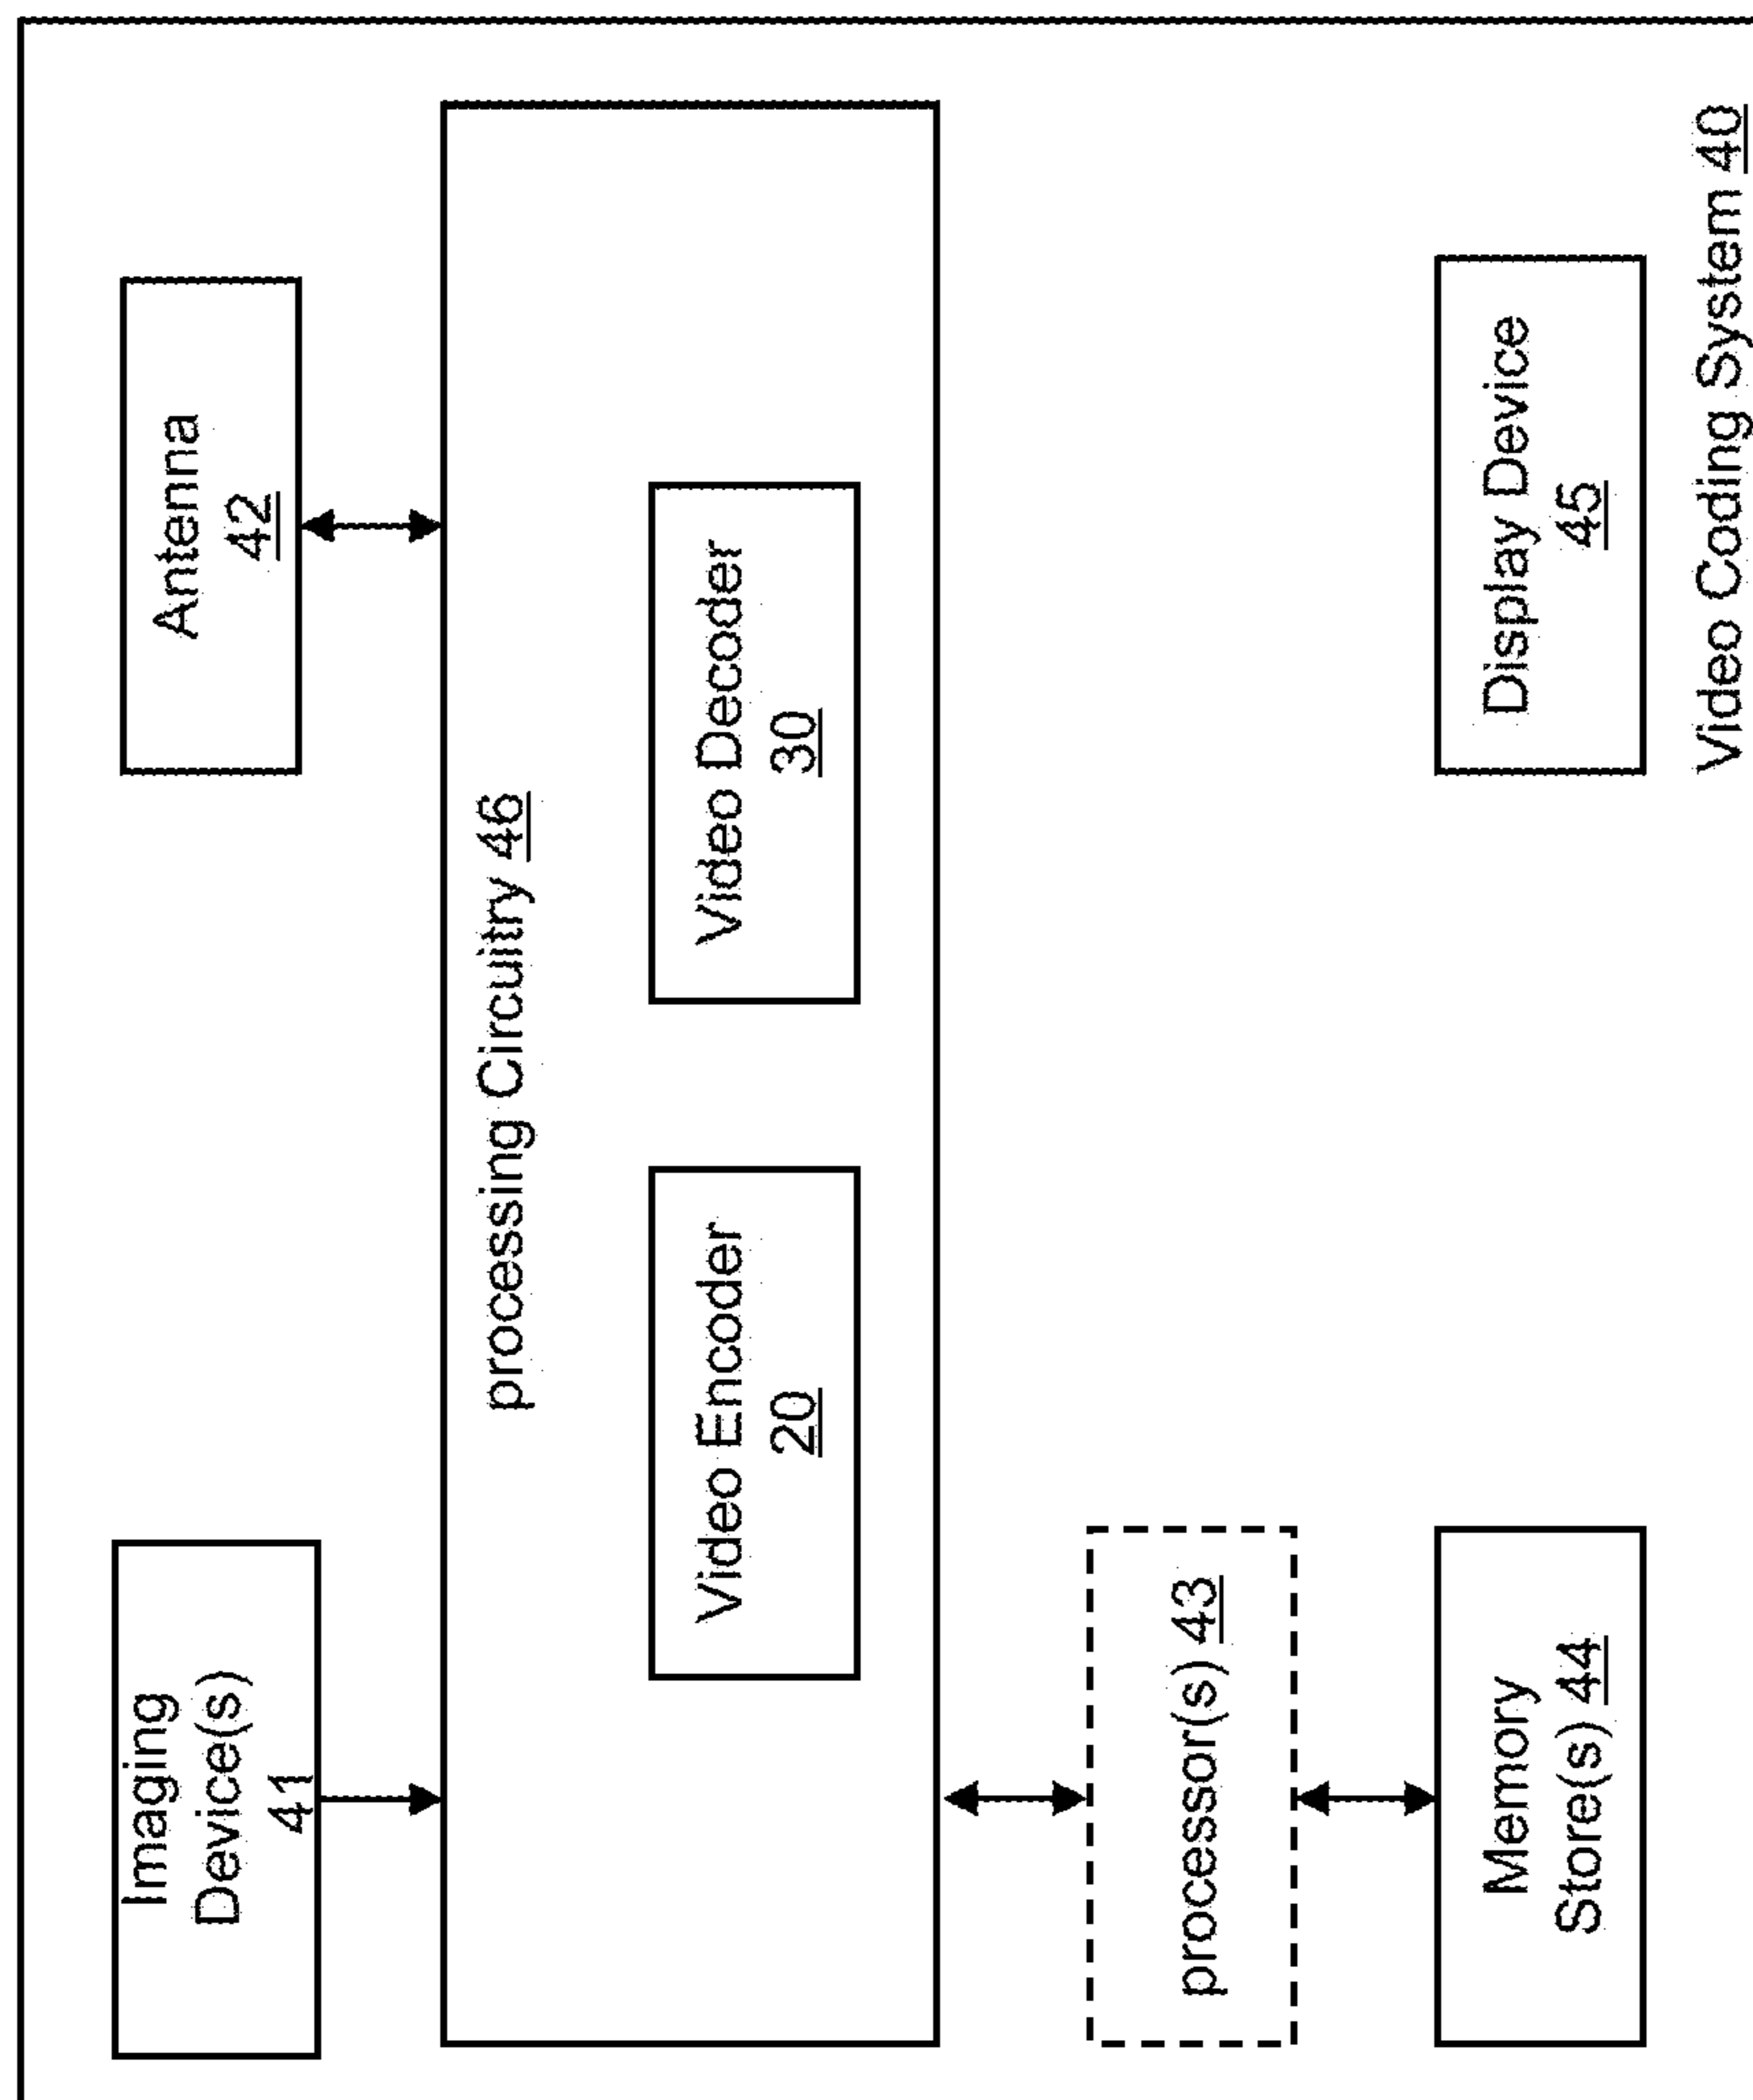 Imaging
Device(s)
41
Antenna
42
processing Circuitry 46
Video Encoder
20
Video Decoder
30
processor(s) 43
Memory
Store(s) 44
Display Device
45
Video Coding System 40